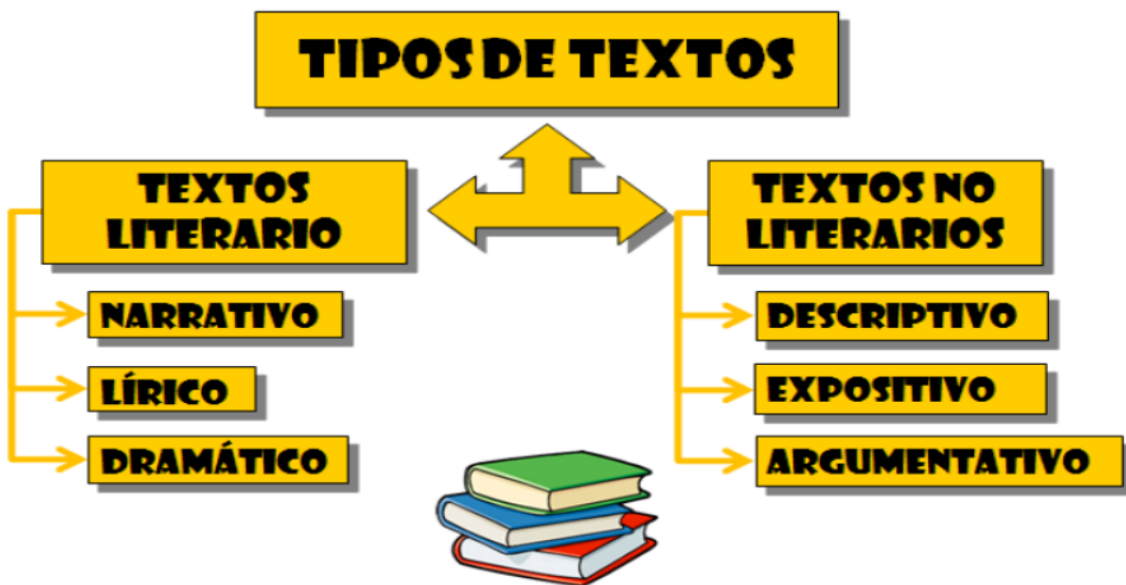 TIPOS DE TEXTOS
TEXTOS
LITERARIO
NARRATIVO
LÍRICO
DRAMÁTICO
TEXTOS NO
LITERARIOS
DESCRIPTIVO
EXPOSITIVO
ARGUMENTATIVO